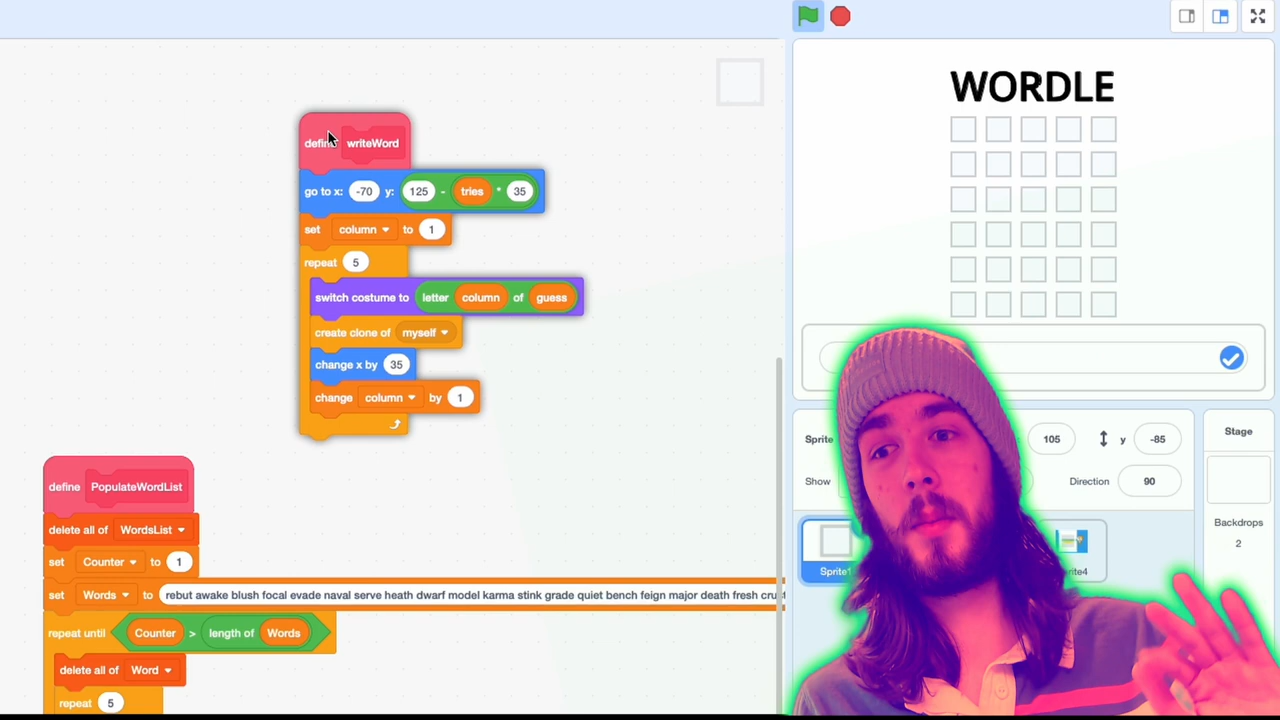 WORDLE
define writeWord
go to x: -70 y: 125 - tries * 35
set column to 1
repeat 5
switch costume to letter column of guess
create clone of myself
change x by 35
change column by 1
define PopulateWordList
delete all of WordsList
set Counter to 1
set Words to rebut awake blush focal evade naval serve heath dwarf model karma stink grade quiet bench feign major death fresh
repeat until Counter > length of Words
delete all of Word
repeat 5
Sprite 105 y -85
Show Direction 90
Stage
Backdrops
2
Sprite1